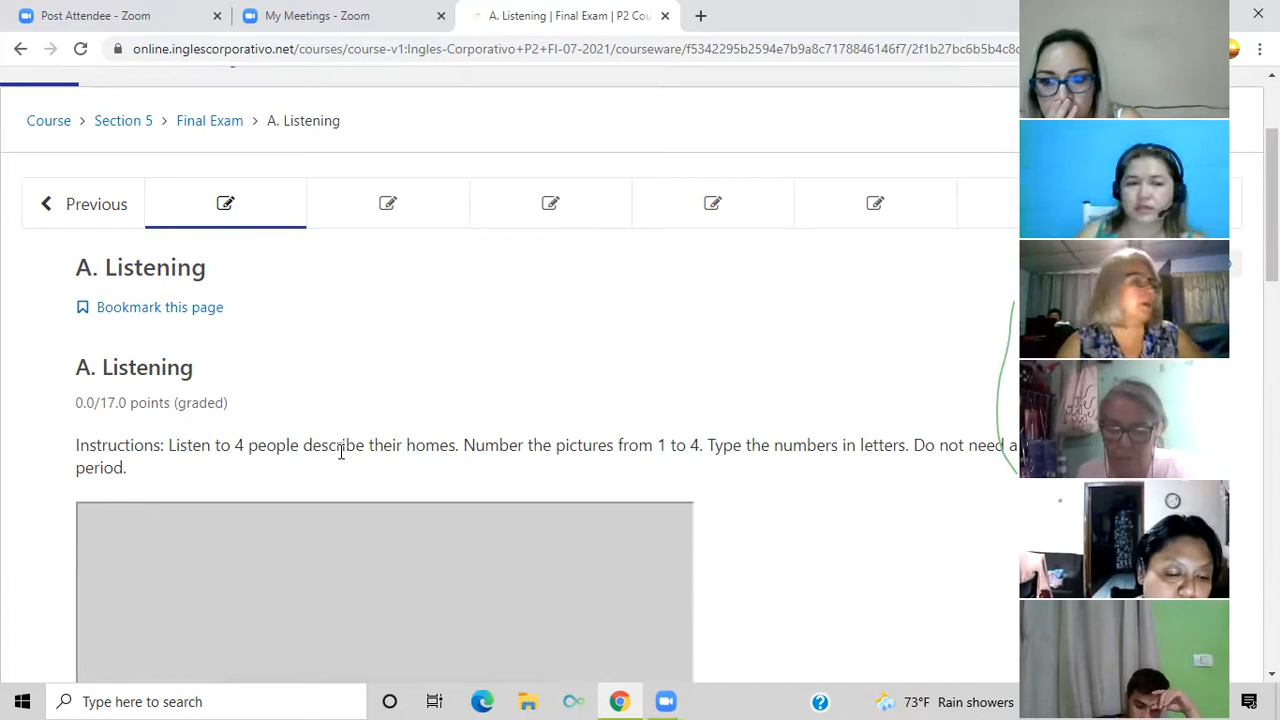 Post Attendee - Zoom
My Meetings - Zoom
A. Listening | Final Exam | P2 Cou
online.inglescorporativo.net/courses/course-v1:Ingles-Corporativo+P2+FI-07-2021/courseware/f5342295b2594e7b9a8c7178846146f7/2f1b27bc6b5b4c8
Course > Section 5 > Final Exam > A. Listening
Previous
A. Listening
Bookmark this page
A. Listening
0.0/17.0 points (graded)
Instructions: Listen to 4 people describe their homes. Number the pictures from 1 to 4. Type the numbers in letters. Do not need a
period.
Type here to search
73°F Rain showers